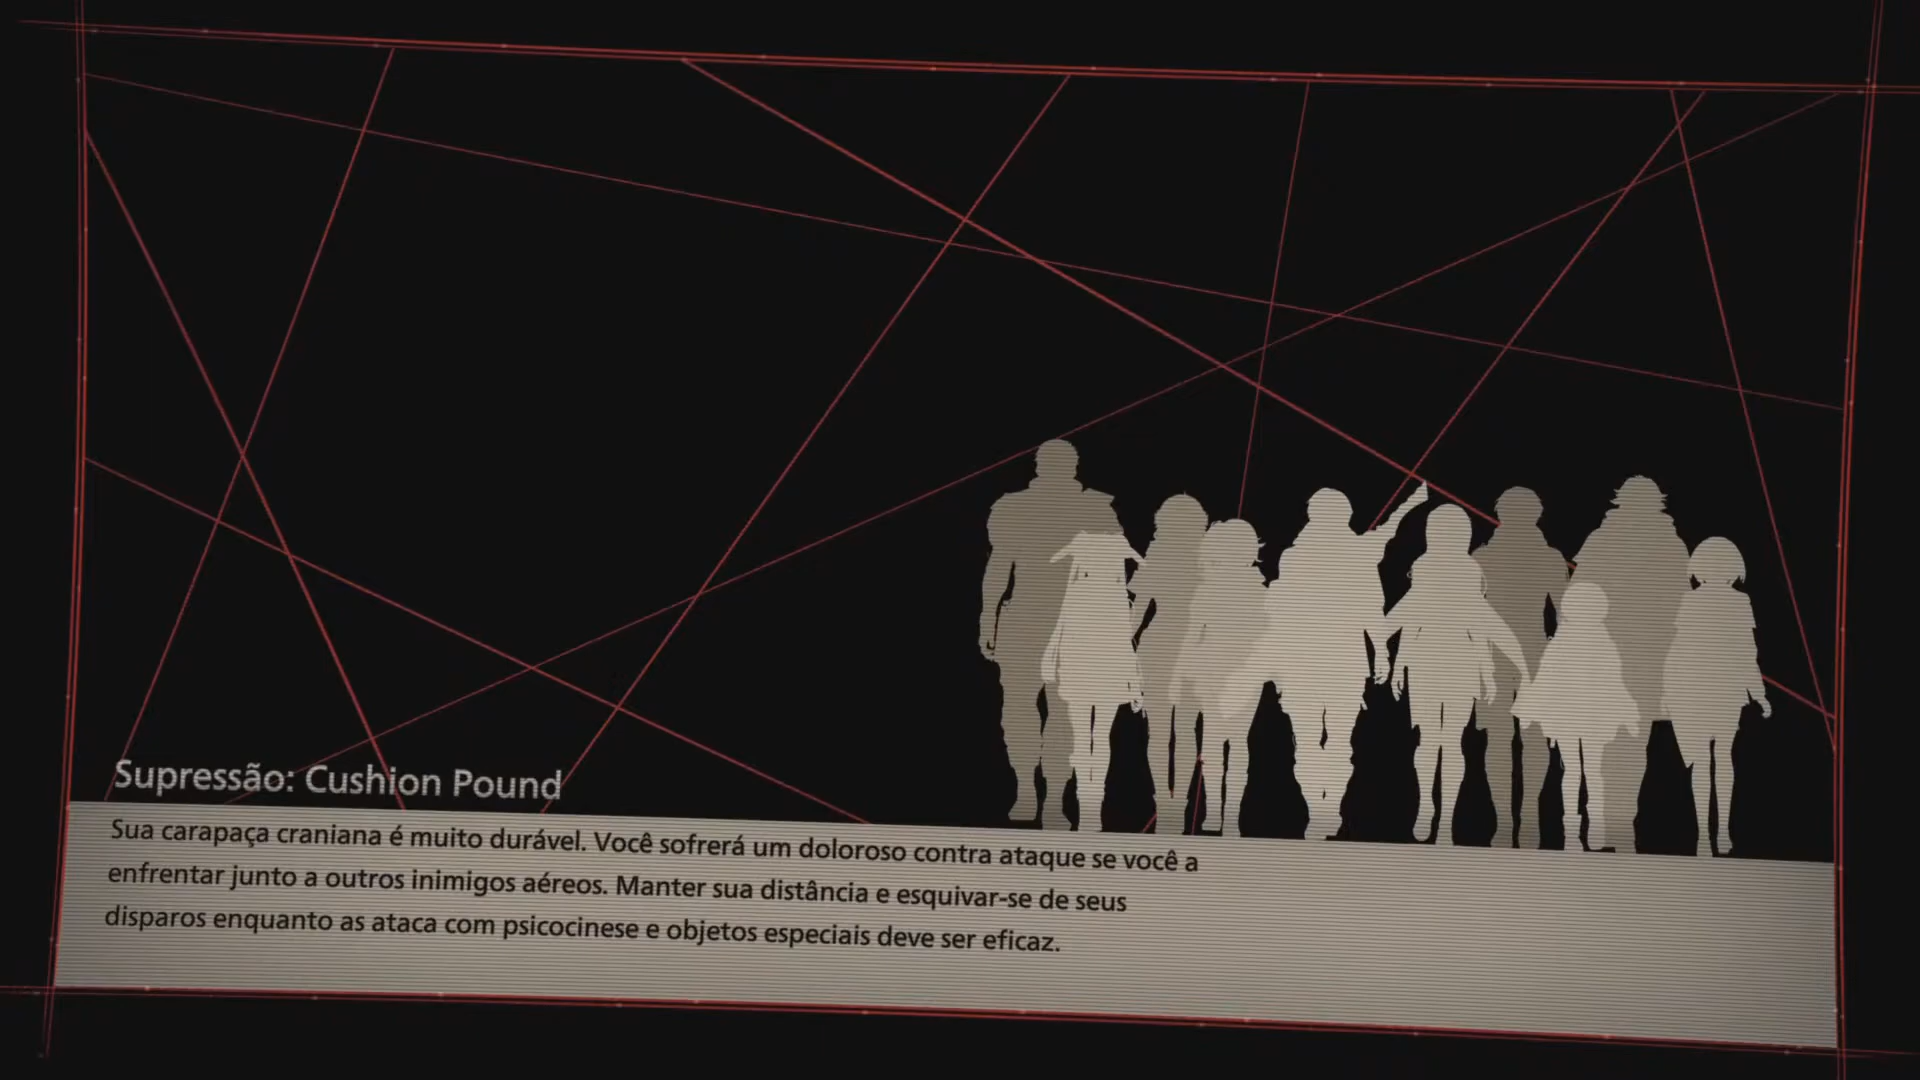 Supressão: Cushion Pound
Sua carapaça craniana é muito durável. Você sofrerá um doloroso contra ataque se você a
enfrentar junto a outros inimigos aéreos. Manter sua distância e esquivar-se de seus
disparos enquanto as ataca com psicocinese e objetos especiais deve ser eficaz.